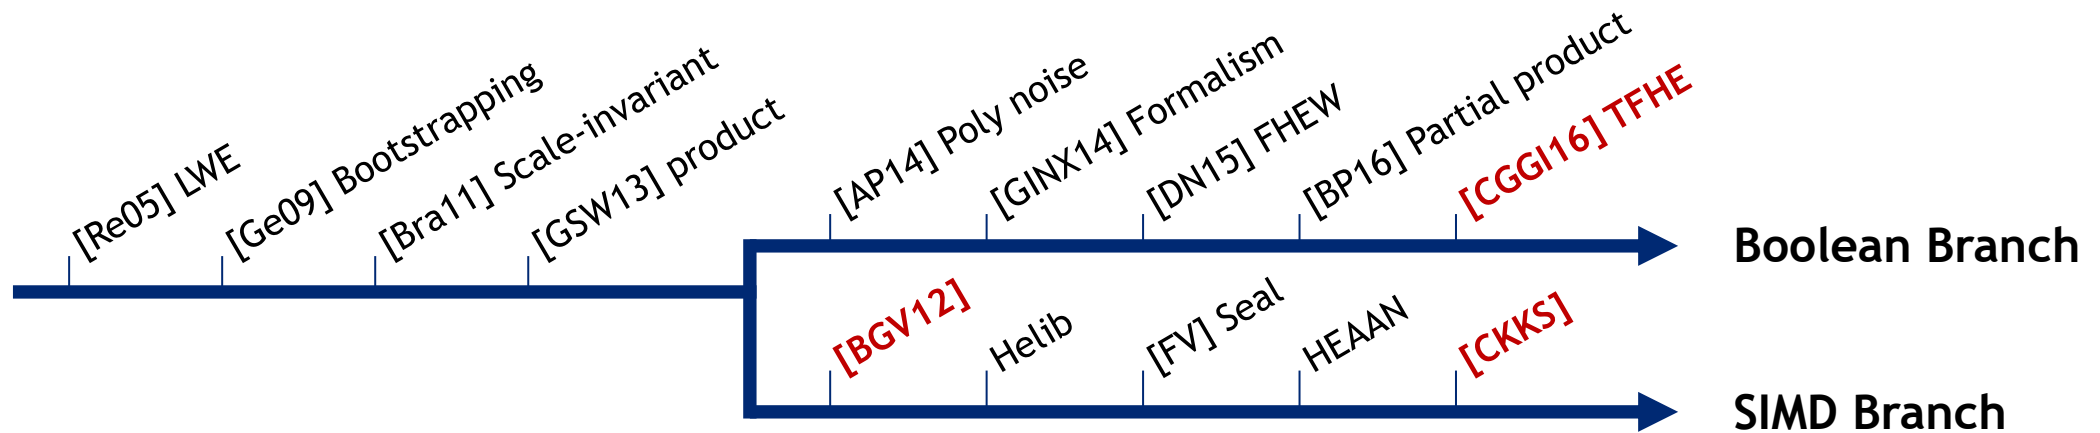 [Re05] LWE
[Ge09] Bootstrapping
[Bra11] Scale-invariant
[GSW13] product
[AP14] Poly noise
[GINX14] Formalism
[DN15] FHEW
[BP16] Partial product
[CGGI16] TFHE
Boolean Branch
[BGV12]
Helib
[FV] Seal
HEAAN
[CKKS]
SIMD Branch